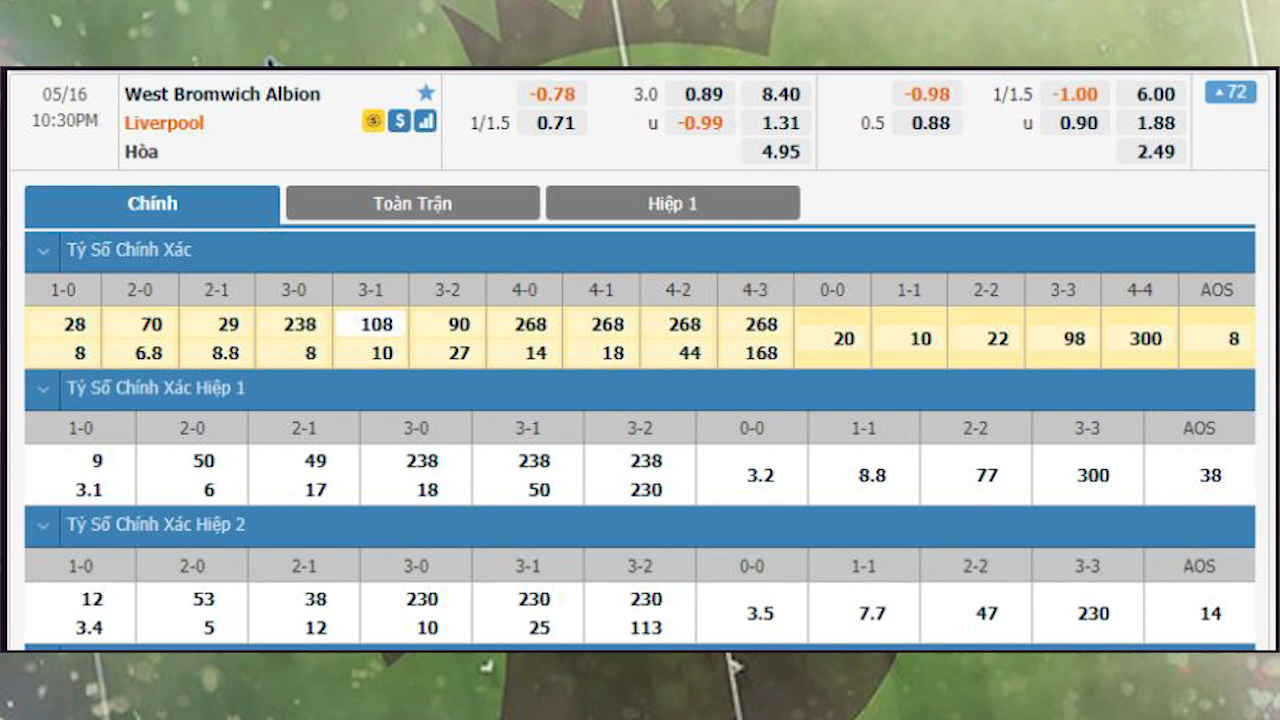 05/16 West Bromwich Albion -0.78 3.0 0.89 8.40 -0.98 1/1.5 -1.00 6.00 72
10:30PM Liverpool $ 1/1.5 0.71 u -0.99 1.31 0.5 0.88 u 0.90 1.88
Hòa 4.95 2.49
Chính Toàn Trận Hiệp 1
Tỷ Số Chính Xác
1-0 2-0 2-1 3-0 3-1 3-2 4-0 4-1 4-2 4-3 0-0 1-1 2-2 3-3 4-4 AOS
28 70 29 238 108 90 268 268 268 268
20 10 22 98 300 8
8 6.8 8.8 8 10 27 14 18 44 168
Tỷ Số Chính Xác Hiệp 1
1-0 2-0 2-1 3-0 3-1 3-2 0-0 1-1 2-2 3-3 AOS
9 50 49 238 238 238
3.2 8.8 77 300 38
3.1 6 17 18 50 230
Tỷ Số Chính Xác Hiệp 2
1-0 2-0 2-1 3-0 3-1 3-2 0-0 1-1 2-2 3-3 AOS
12 53 38 230 230 230
3.5 7.7 47 230 14
3.4 5 12 10 25 113